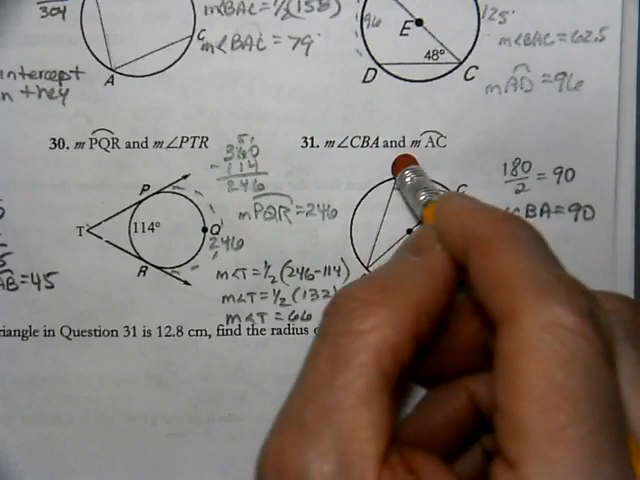 304
m∠BAC = 1/2(158)
m∠BAC = 79°
C
A
intercept
n they
96
E
125°
48°
D
C
m∠BAC = 62.5
mAD = 96
30. m PQR and m∠PTR
360
- 114
246
mPQR = 246
P
T
114°
Q
246
R
m∠T = 1/2(246-114)
m∠T = 1/2(132)
m∠T = 66
AB = 45
31. m∠CBA and m AC
C
180/2 = 90
BA = 90
iangle in Question 31 is 12.8 cm, find the radius